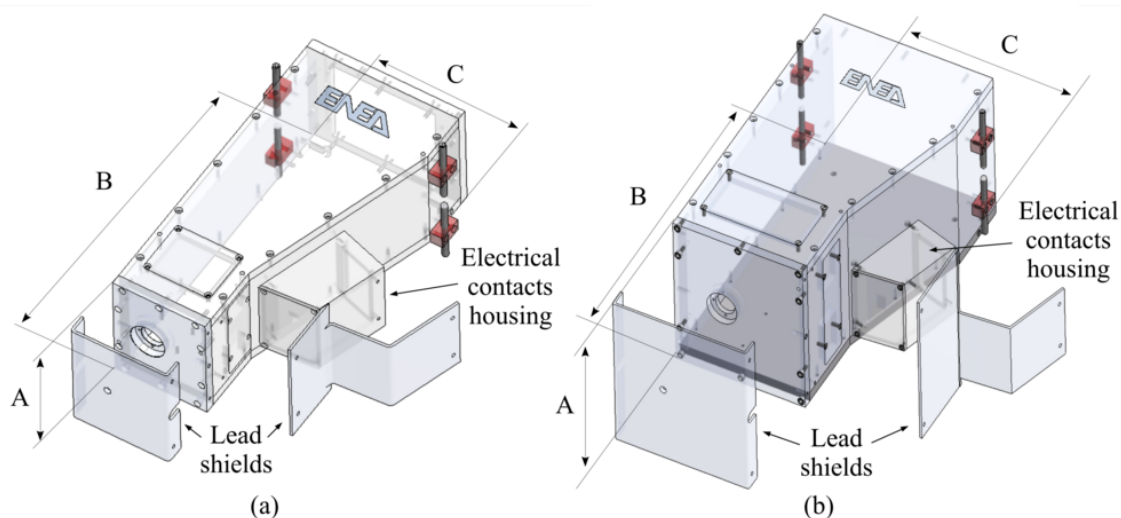 C
ENEA
B
Electrical
contacts
housing
A
Lead
shields
(a)
C
ENEA
B
Electrical
contacts
housing
A
Lead
shields
(b)